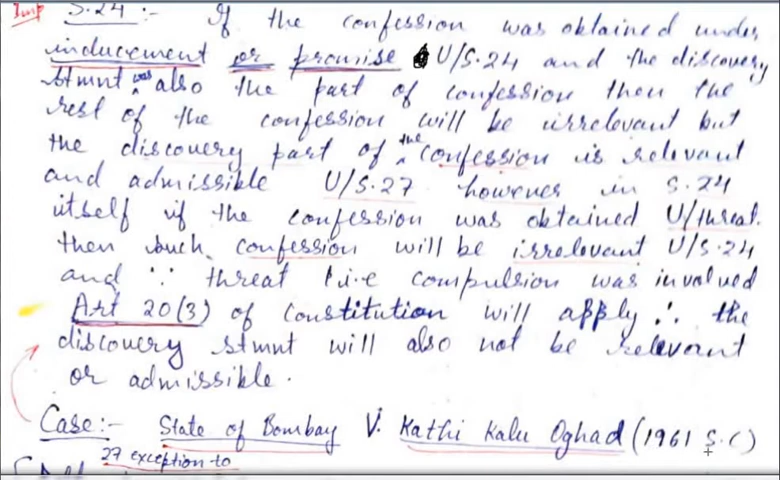 Imp S.24 :- If the confession was obtained under
inducement or promise U/S.24 and the discovery
stmnt was also the part of confession then the
rest of the confession will be irrelevant but
the discovery part of the confession is relevant
and admissible U/S.27 however in S.24
itself if the confession was obtained U/threat.
then such confession will be irrelevant U/S.24
and ∵ threat i.e compulsion was involved
Art 20(3) of constitution will apply ∴ the
discovery stmnt will also not be relevant
or admissible.
Case:- State of Bombay V. Kathi Kalu Oghad (1961 S.C)
27 exception to